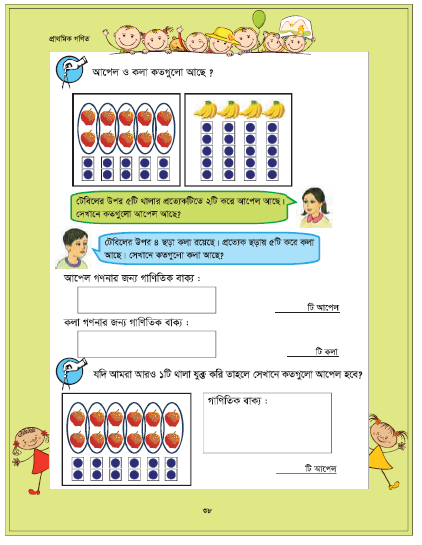 প্রাথমিক গণিত
আপেল ও কলা কতগুলো আছে ?
টেবিলের উপর ৫টি থালার প্রত্যেকটিতে ২টি করে আপেল আছে।
সেখানে কতগুলো আপেল আছে?
টেবিলের উপর ৪ ছড়া কলা রয়েছে। প্রত্যেক ছড়ায় ৫টি করে কলা
আছে। সেখানে কতগুলো কলা আছে?
আপেল গণনার জন্য গাণিতিক বাক্য :
টি আপেল
কলা গণনার জন্য গাণিতিক বাক্য :
টি কলা
যদি আমরা আরও ১টি থালা যুক্ত করি তাহলে সেখানে কতগুলো আপেল হবে?
গাণিতিক বাক্য :
টি আপেল
৩৮